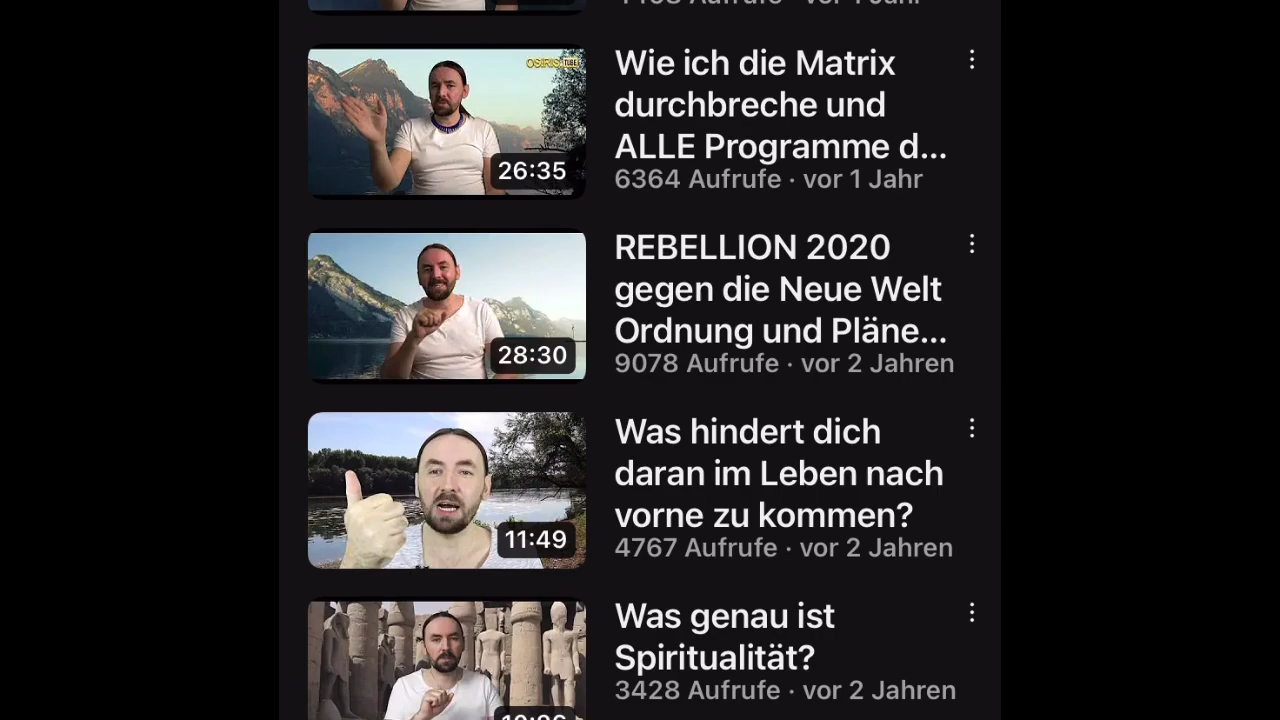 OSIRIS TUBE
26:35
Wie ich die Matrix
durchbreche und
ALLE Programme d...
6364 Aufrufe · vor 1 Jahr
28:30
REBELLION 2020
gegen die Neue Welt
Ordnung und Pläne...
9078 Aufrufe · vor 2 Jahren
11:49
Was hindert dich
daran im Leben nach
vorne zu kommen?
4767 Aufrufe · vor 2 Jahren
Was genau ist
Spiritualität?
3428 Aufrufe · vor 2 Jahren